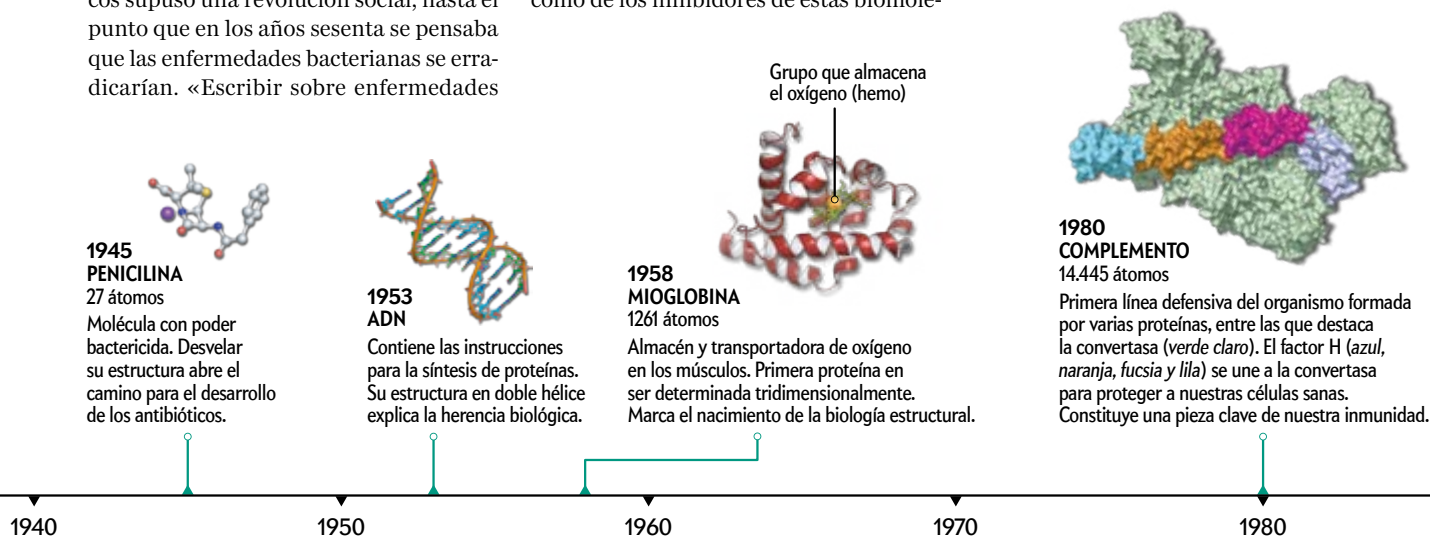 cos supuso una revolución social, hasta el
punto que en los años sesenta se pensaba
que las enfermedades bacterianas se erra-
dicarían. «Escribir sobre enfermedades
como de los inhibidores de estas biomolé-
Grupo que almacena
el oxígeno (hemo)
1945
PENICILINA
27 átomos
Molécula con poder
bactericida. Desvelar
su estructura abre el
camino para el desarrollo
de los antibióticos.
1953
ADN
Contiene las instrucciones
para la síntesis de proteínas.
Su estructura en doble hélice
explica la herencia biológica.
1958
MIOGLOBINA
1261 átomos
Almacén y transportadora de oxígeno
en los músculos. Primera proteína en
ser determinada tridimensionalmente.
Marca el nacimiento de la biología estructural.
1980
COMPLEMENTO
14.445 átomos
Primera línea defensiva del organismo formada
por varias proteínas, entre las que destaca
la convertasa (verde claro). El factor H (azul,
naranja, fucsia y lila) se une a la convertasa
para proteger a nuestras células sanas.
Constituye una pieza clave de nuestra inmunidad.
1940
1950
1960
1970
1980